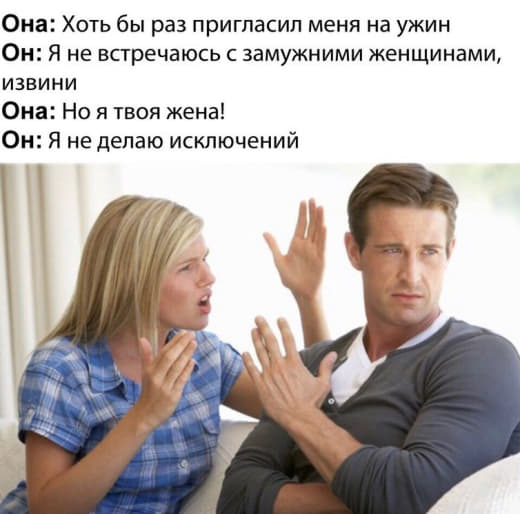 Она: Хоть бы раз пригласил меня на ужин
Он: Я не встречаюсь с замужними женщинами,
извини
Она: Но я твоя жена!
Он: Я не делаю исключений